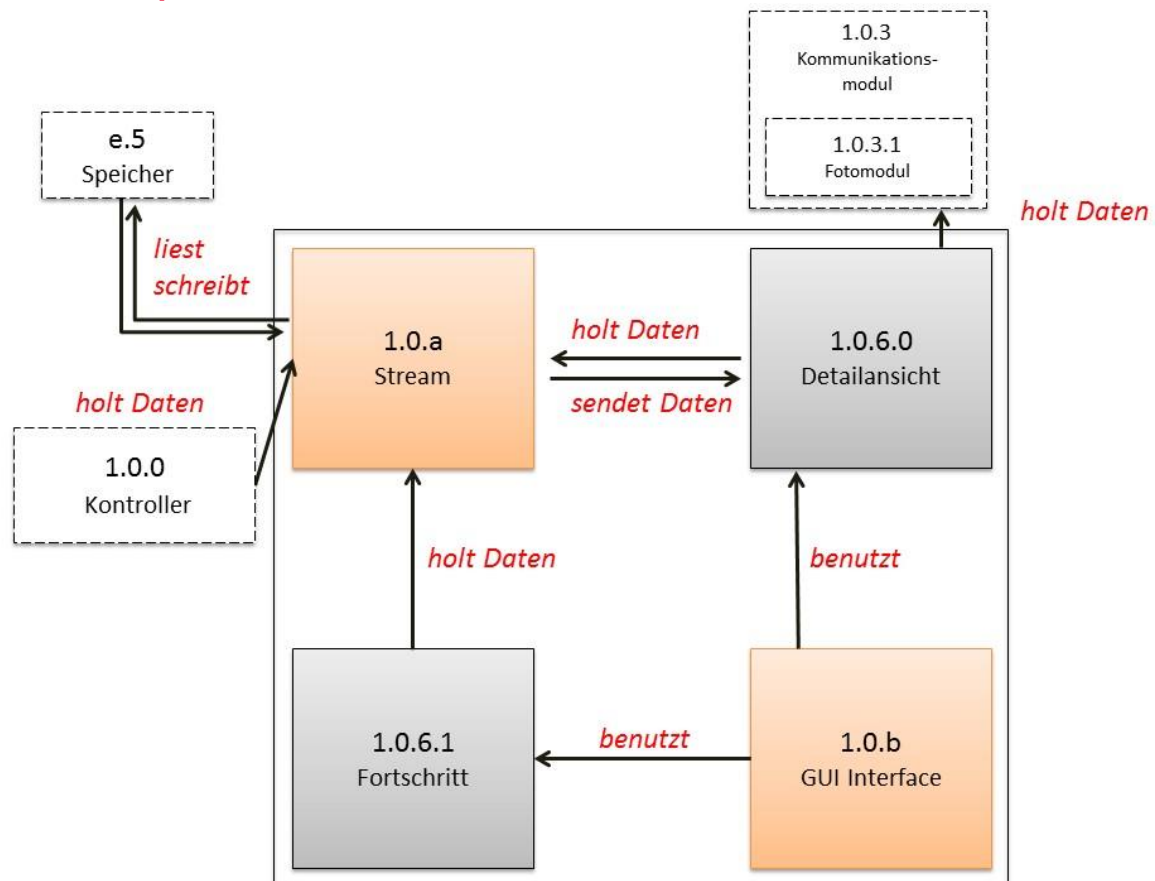 1.0.3
Kommunikations-
modul
1.0.3.1
Fotomodul
e.5
Speicher
holt Daten
liest
schreibt
1.0.a
Stream
holt Daten
sendet Daten
1.0.6.0
Detailansicht
holt Daten
1.0.0
Kontroller
holt Daten
benutzt
1.0.6.1
Fortschritt
benutzt
1.0.b
GUI Interface